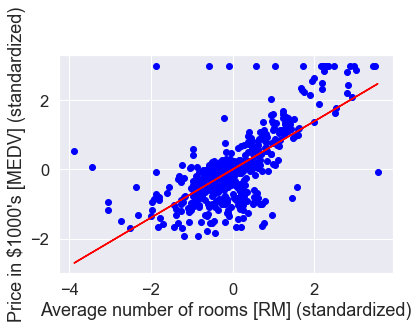 Price in $1000's [MEDV] (standardized)
2
0
−2
−4 −2 0 2
Average number of rooms [RM] (standardized)